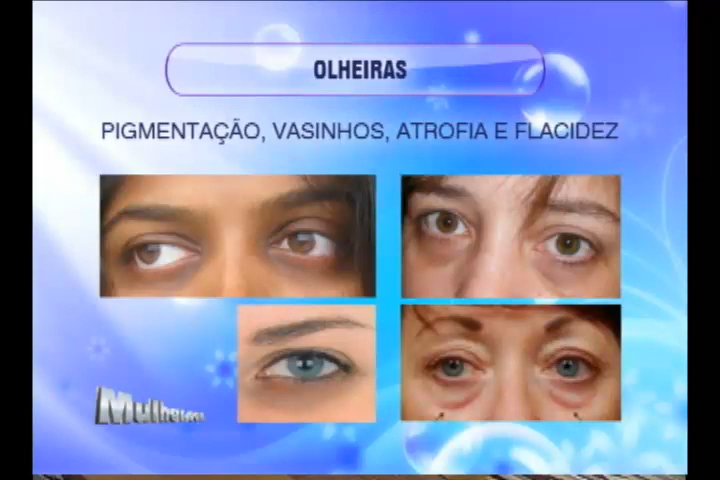 OLHEIRAS
PIGMENTAÇÃO, VASINHOS, ATROFIA E FLACIDEZ
Mulheres